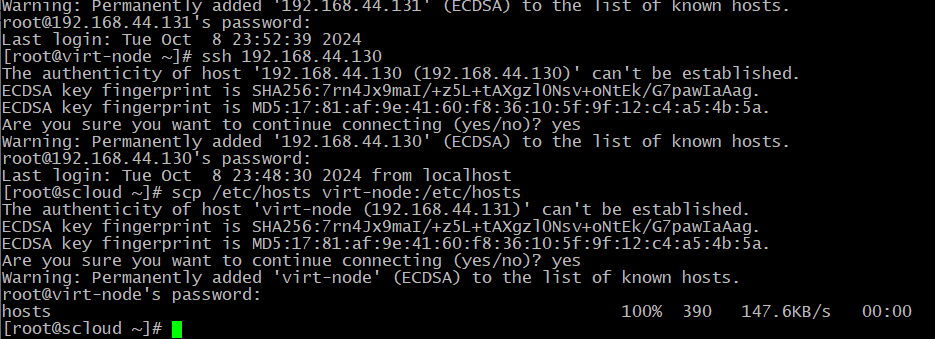 Warning: Permanently added '192.168.44.131' (ECDSA) to the list of known hosts.
root@192.168.44.131's password:
Last login: Tue Oct  8 23:52:39 2024
[root@virt-node ~]# ssh 192.168.44.130
The authenticity of host '192.168.44.130 (192.168.44.130)' can't be established.
ECDSA key fingerprint is SHA256:7rn4Jx9maI/+z5L+tAXgzl0Nsv+oNtEk/G7pawIaAag.
ECDSA key fingerprint is MD5:17:81:af:9e:41:60:f8:36:10:5f:9f:12:c4:a5:4b:5a.
Are you sure you want to continue connecting (yes/no)? yes
Warning: Permanently added '192.168.44.130' (ECDSA) to the list of known hosts.
root@192.168.44.130's password:
Last login: Tue Oct  8 23:48:30 2024 from localhost
[root@scloud ~]# scp /etc/hosts virt-node:/etc/hosts
The authenticity of host 'virt-node (192.168.44.131)' can't be established.
ECDSA key fingerprint is SHA256:7rn4Jx9maI/+z5L+tAXgzl0Nsv+oNtEk/G7pawIaAag.
ECDSA key fingerprint is MD5:17:81:af:9e:41:60:f8:36:10:5f:9f:12:c4:a5:4b:5a.
Are you sure you want to continue connecting (yes/no)? yes
Warning: Permanently added 'virt-node' (ECDSA) to the list of known hosts.
root@virt-node's password:
hosts 100% 390 147.6KB/s 00:00
[root@scloud ~]#